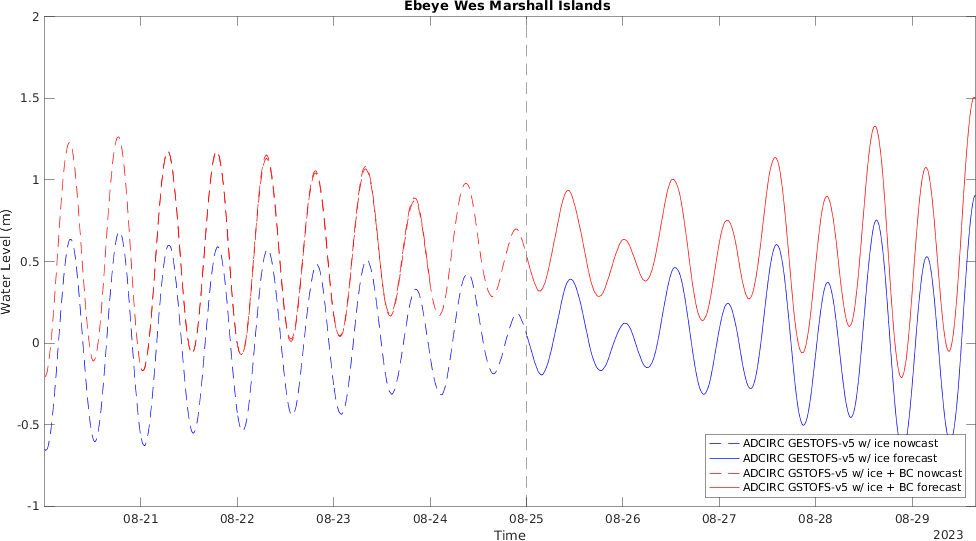 Ebeye Wes Marshall Islands
2
1.5
1
0.5
0
-0.5
-1
Water Level (m)
ADCIRC GESTOFS-v5 w/ ice nowcast
ADCIRC GESTOFS-v5 w/ ice forecast
ADCIRC GSTOFS-v5 w/ ice + BC nowcast
ADCIRC GSTOFS-v5 w/ ice + BC forecast
08-21 08-22 08-23 08-24 08-25 08-26 08-27 08-28 08-29
Time
2023